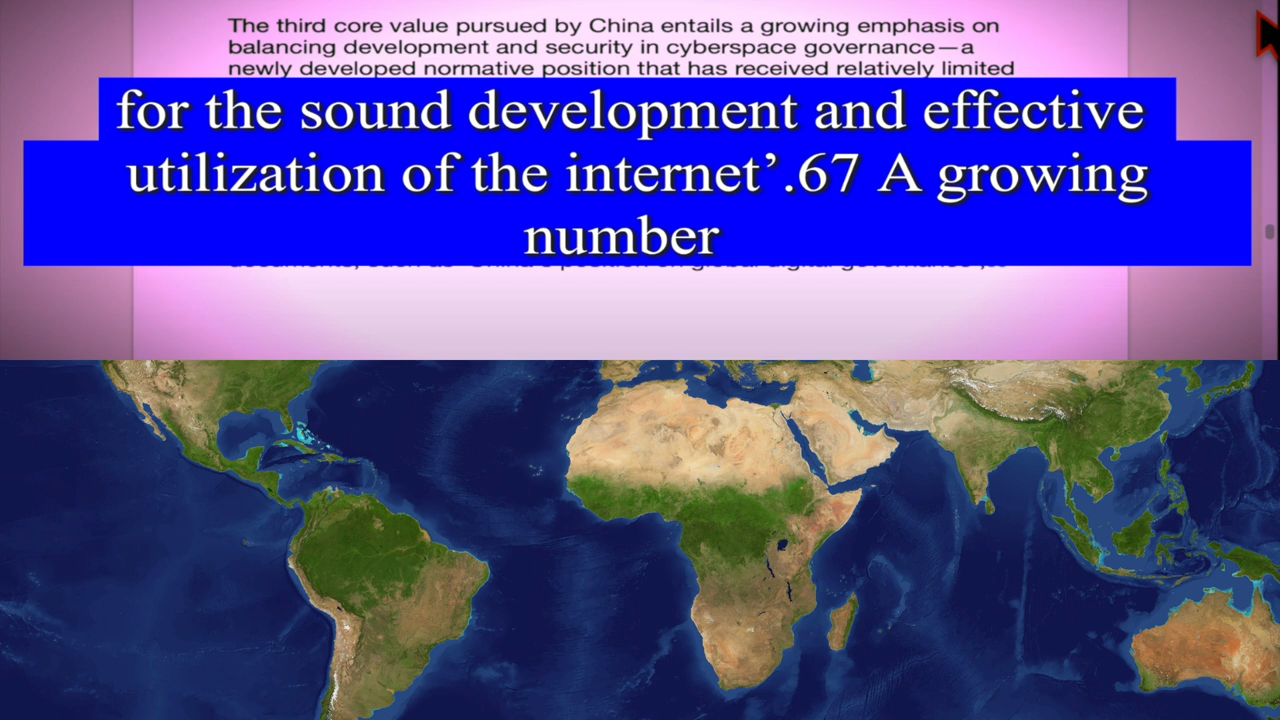 The third core value pursued by China entails a growing emphasis on
balancing development and security in cyberspace governance—a
newly developed normative position that has received relatively limited
for the sound development and effective
utilization of the internet’.67 A growing
number